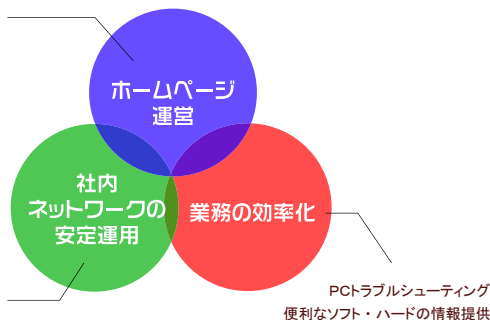 ホームページ
運営
社内
ネットワークの
安定運用
業務の効率化
PCトラブルシューティング
便利なソフト・ハードの情報提供